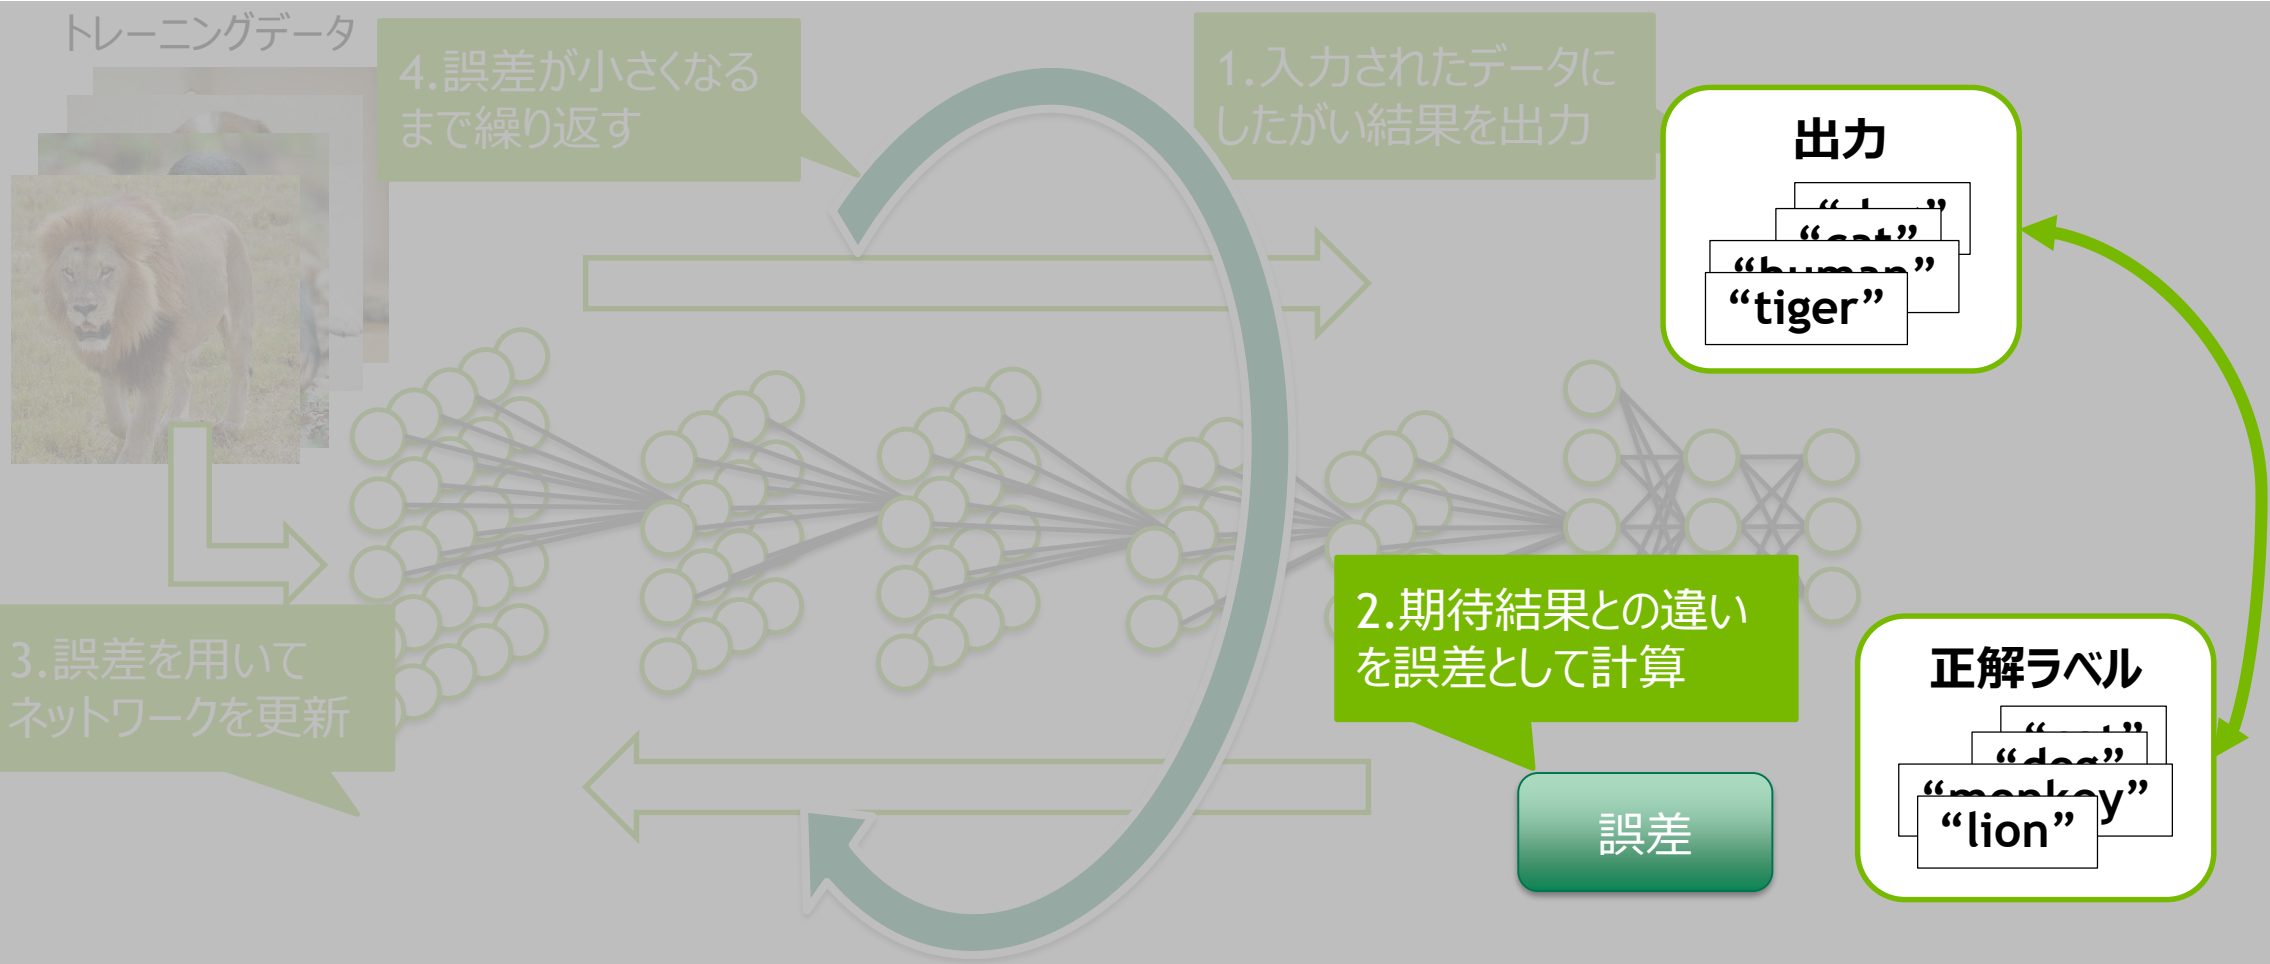 トレーニングデータ
4.誤差が小さくなる
まで繰り返す
1.入力されたデータに
したがい結果を出力
出力
“cat”
“human”
“tiger”
2.期待結果との違い
を誤差として計算
3.誤差を用いて
ネットワークを更新
正解ラベル
“dog”
“monkey”
“lion”
誤差